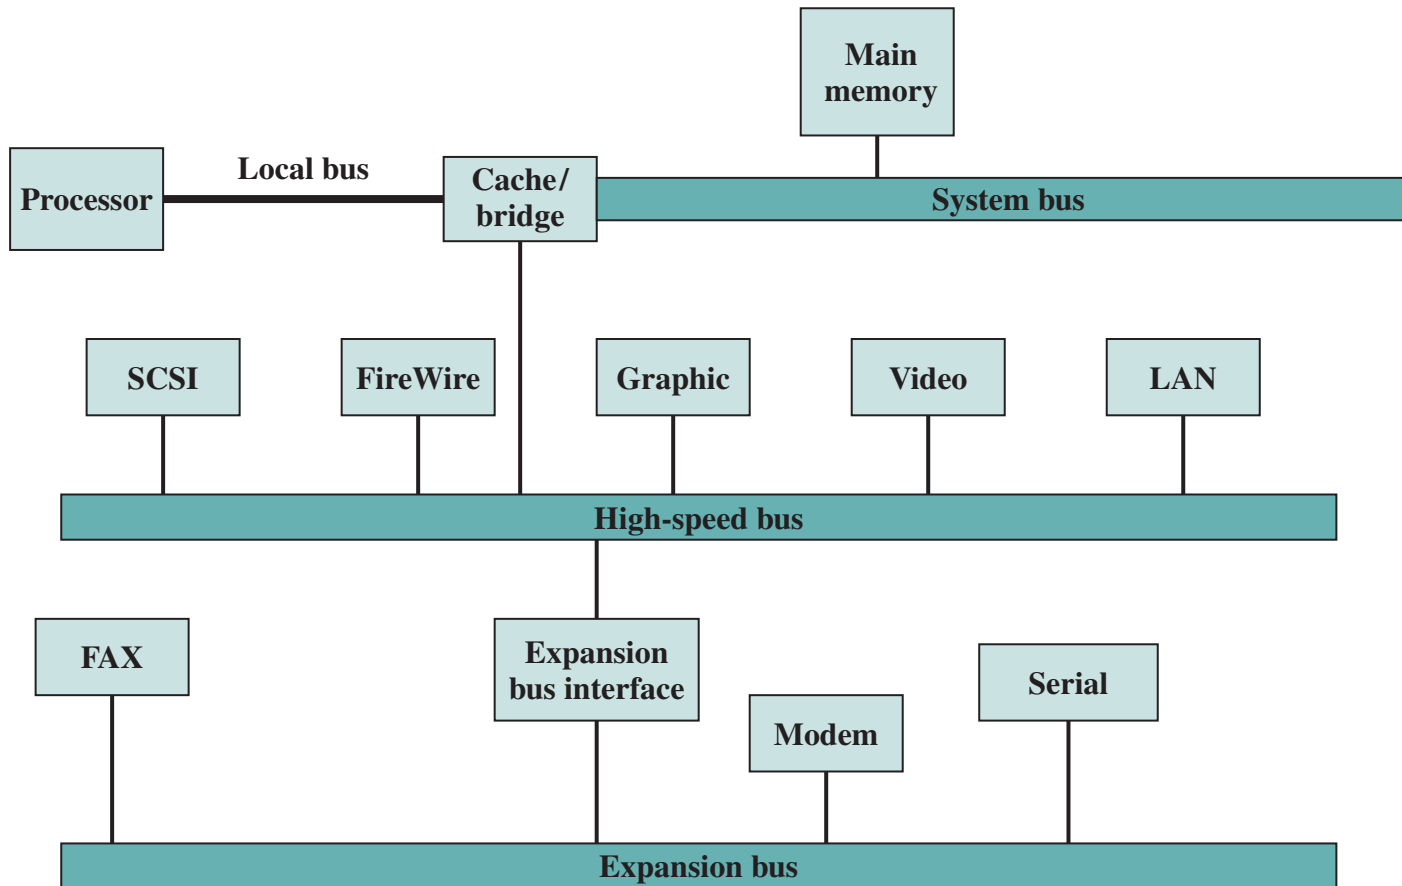 Main
memory
Local bus
Processor
Cache/
bridge
System bus
SCSI
FireWire
Graphic
Video
LAN
High-speed bus
FAX
Expansion
bus interface
Serial
Modem
Expansion bus